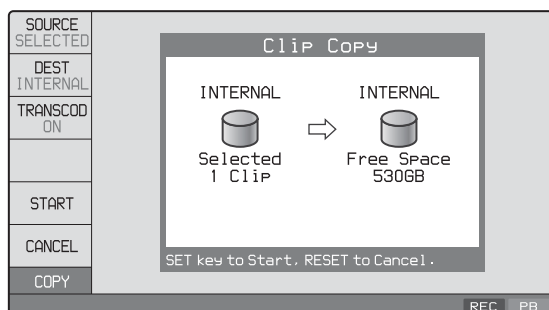 SOURCE
SELECTED
DEST
INTERNAL
TRANSCOD
ON
START
CANCEL
COPY
Clip Copy
INTERNAL
INTERNAL
Selected
1 Clip
Free Space
530GB
SET key to Start, RESET to Cancel.
REC PB